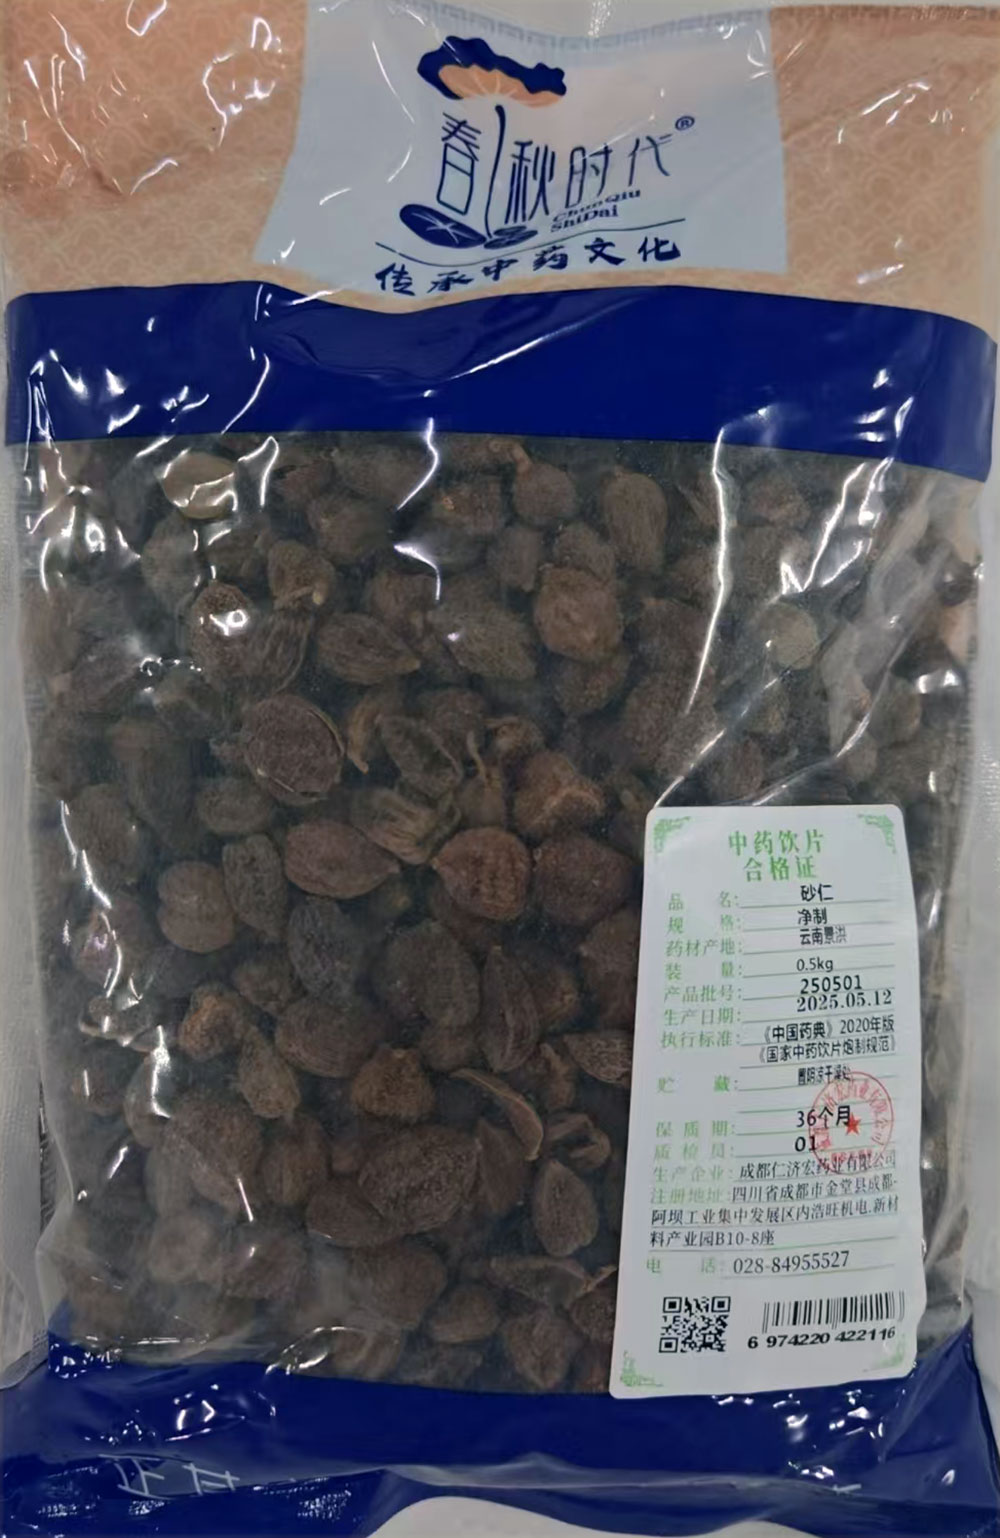 春秋时代®
ChunQiu
ShiDai
传承中药文化
中药饮片
合格证
品 名: 砂仁
规 格: 净制
药材产地: 云南景洪
装 量: 0.5kg
产品批号: 250501
生产日期: 2025.05.12
执行标准: 《中国药典》2020年版
《国家中药饮片炮制规范》
贮 藏: 置阴凉干燥处
保 质 期: 36个月
质 检 员: 01
生产企业: 成都仁济宏药业有限公司
注册地址: 四川省成都市金堂县成都-
阿坝工业集中发展区内浩旺机电.新材
料产业园B10-8座
电 话: 028-84955527
6 974220 422116